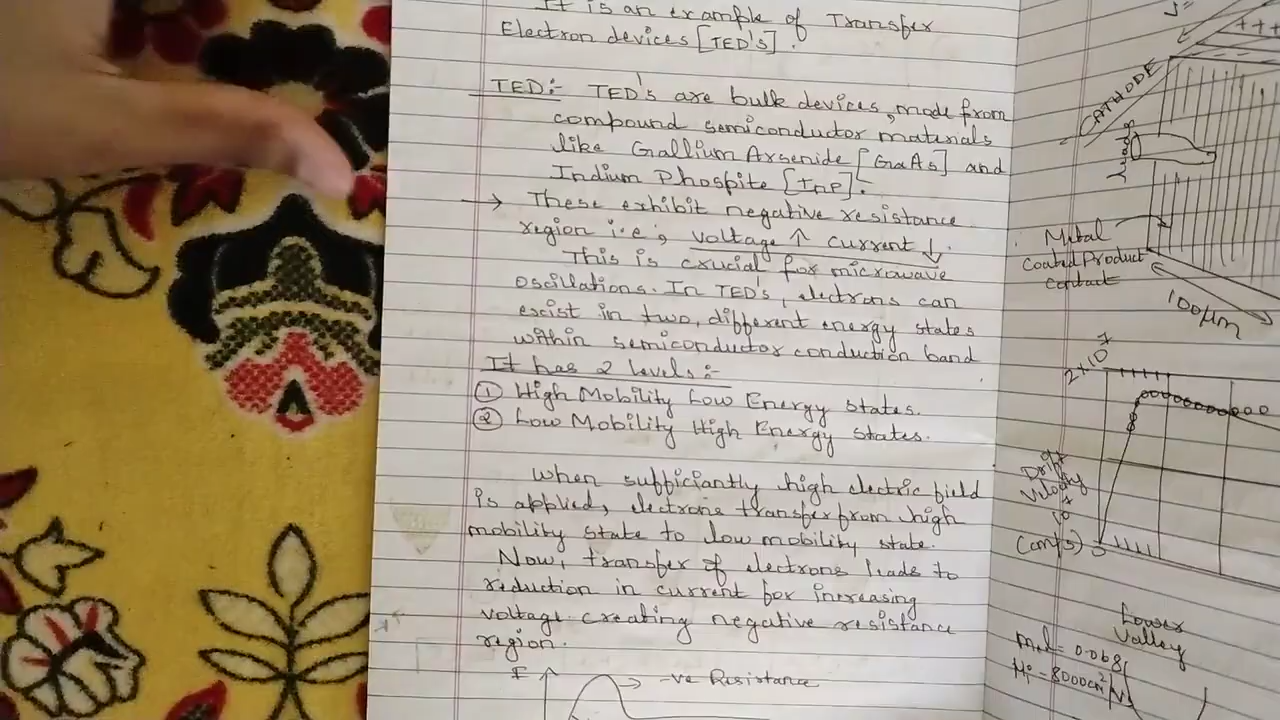 It is an example of Transfer
Electron devices [TED's].
TED:- TED's are bulk devices, made from
compound semiconductor materials
like Gallium Arsenide [GaAs] and
Indium Phospite [InP].
→ These exhibit negative resistance
region i.e, voltage ↑ current ↓.
This is crucial for microwave
oscillations. In TED's, electrons can
excist in two, different energy states
within semiconductor conduction band
It has 2 levels:-
① High Mobility Low Energy States.
② Low Mobility High Energy States.
When sufficiantly high electric field
is applied, electrons transfer from high
mobility state to low mobility state.
Now, transfer of electrons leads to
reduction in current for increasing
voltage creating negative resistance
region.
I ↑ → -ve Resistance
+++
CATHODE
Metal
Coated Product
Contact
100μm
2*10^7
Drift
Velocity
(cm/s) 0
Lower
Valley